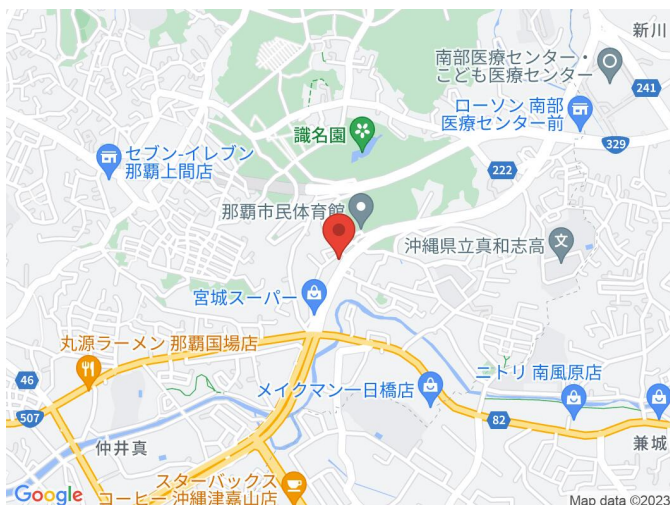 新川
南部医療センター・
こども医療センター
241
ローソン 南部
医療センター前
329
識名園
セブン-イレブン
那覇上間店
222
那覇市民体育館
沖縄県立真和志高
宮城スーパー
丸源ラーメン 那覇国場店
46
ニトリ 南風原店
メイクマン一日橋店
507
82
仲井真
兼城
スターバックス
コーヒー 沖縄津嘉山店
Google
Map data ©2023